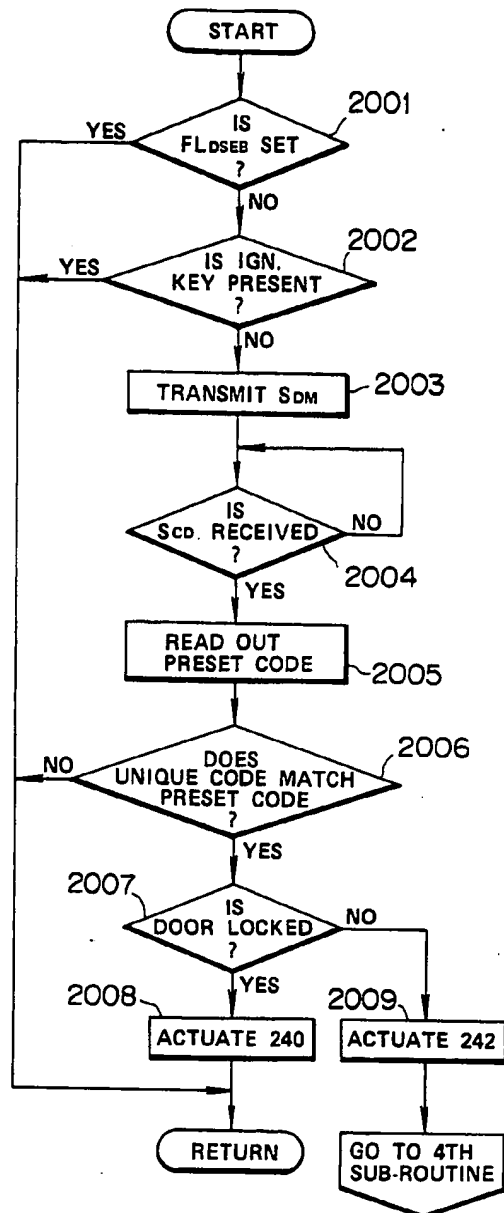 START
2001
IS
FLDSEB SET
?
YES
NO
2002
IS IGN.
KEY PRESENT
?
YES
NO
TRANSMIT SDM
2003
IS
SCD. RECEIVED
?
NO
2004
YES
READ OUT
PRESET CODE
2005
2006
DOES
UNIQUE CODE MATCH
PRESET CODE
?
NO
YES
2007
IS
DOOR LOCKED
?
NO
YES
2008
2009
ACTUATE 240
ACTUATE 242
RETURN
GO TO 4TH
SUB-ROUTINE